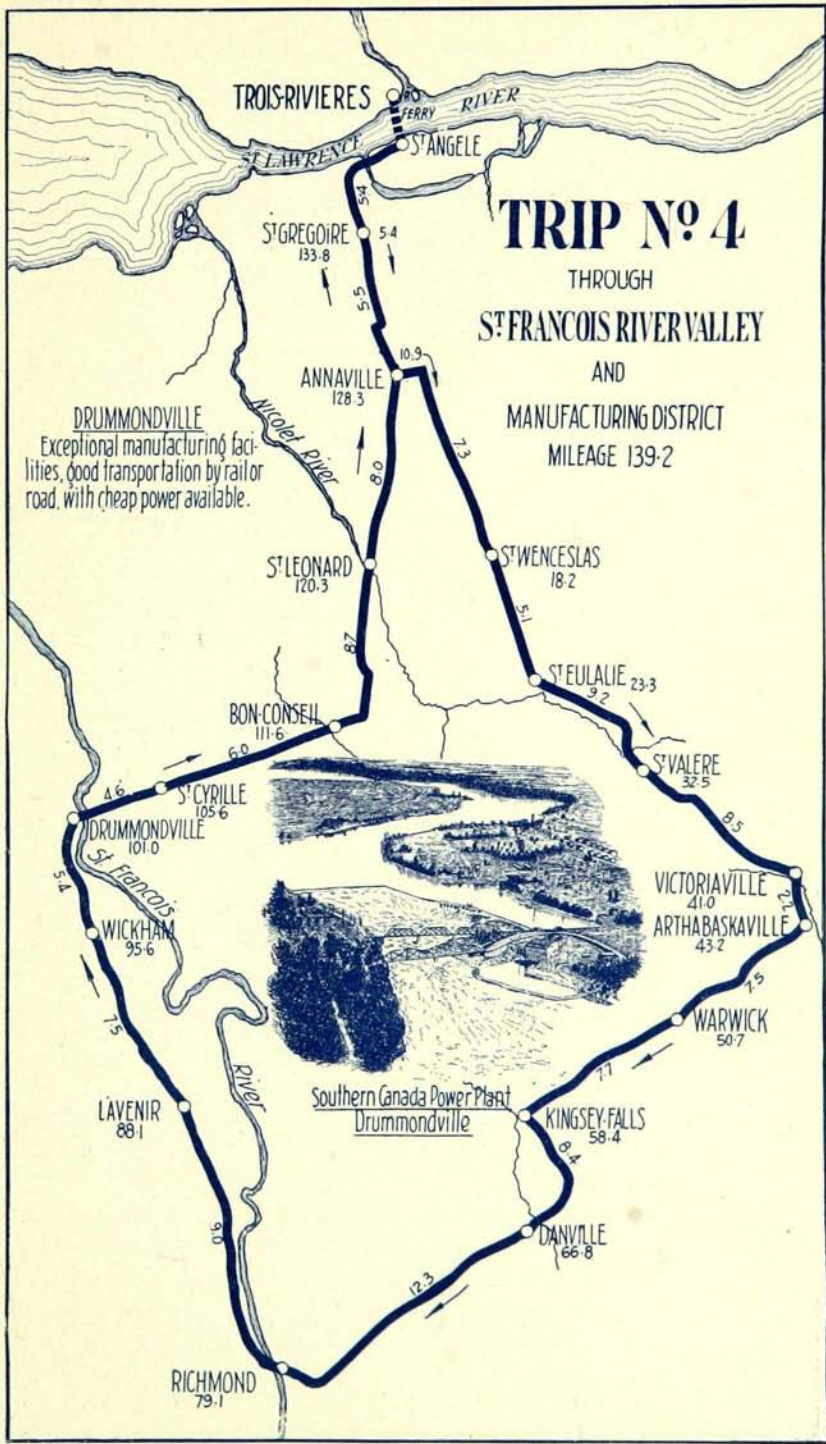 TROIS-RIVIERES
FERRY
ST LAWRENCE RIVER
ST ANGELE
5.4
ST GREGOIRE
133.8
5.4
5.5
TRIP No 4
THROUGH
ST FRANCOIS RIVER VALLEY
AND
MANUFACTURING DISTRICT
MILEAGE 139.2
ANNAVILLE
128.3
10.9
DRUMMONDVILLE
Exceptional manufacturing faci-
lities, good transportation by rail or
road, with cheap power available.
Nicolet River
8.0
7.3
ST LEONARD
120.3
ST WENCESLAS
18.2
8.7
5.1
ST EULALIE 23.3
9.2
BON-CONSEIL
111.6
6.0
ST VALERE
32.5
4.6
ST CYRILLE
105.6
DRUMMONDVILLE
101.0
8.5
5.4
St. Francois
River
VICTORIAVILLE
41.0
2.2
ARTHABASKAVILLE
43.2
WICKHAM
95.6
7.5
7.5
WARWICK
50.7
7.7
Southern Canada Power Plant
Drummondville
L'AVENIR
88.1
KINGSEY-FALLS
58.4
8.4
9.0
DANVILLE
66.8
12.3
RICHMOND
79.1